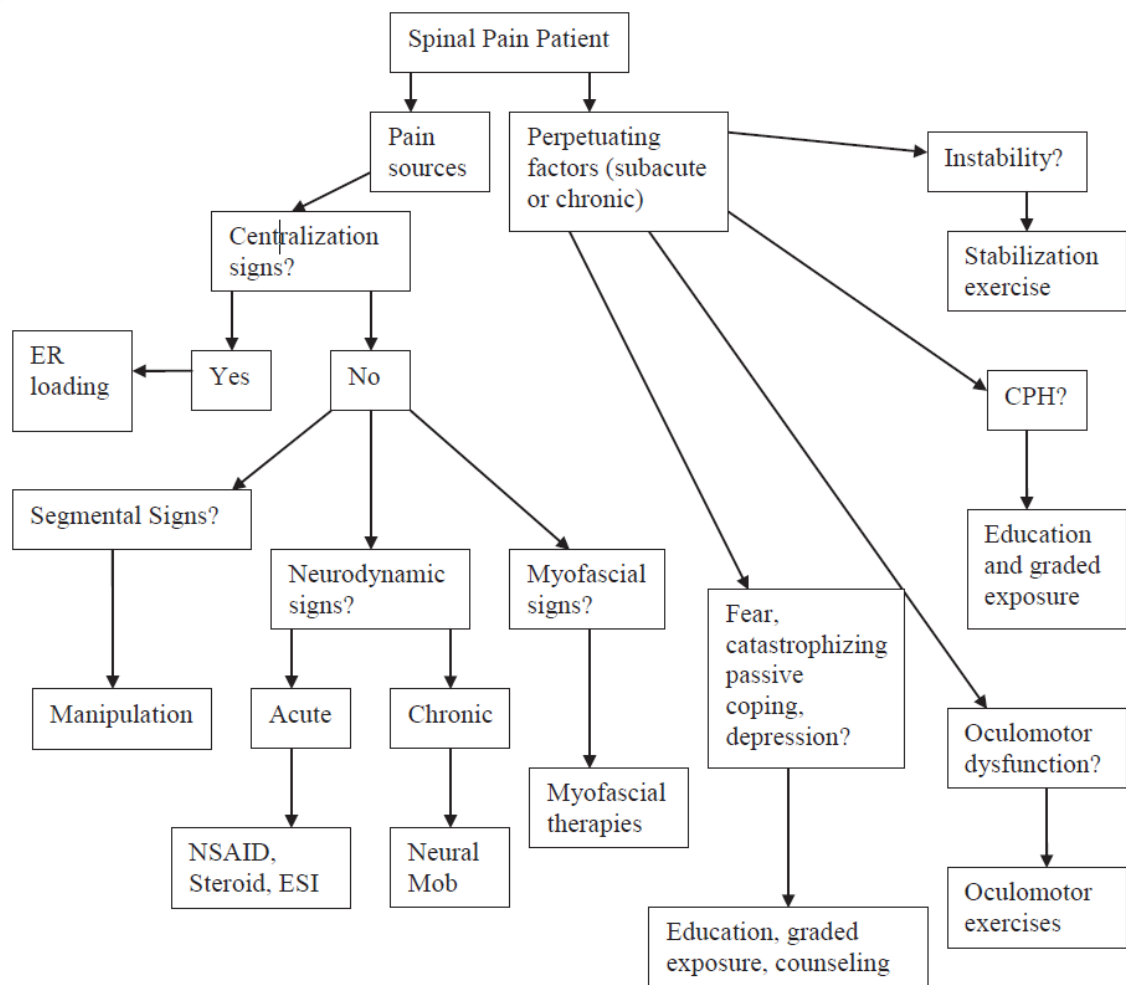 Spinal Pain Patient
Pain
sources
Perpetuating
factors (subacute
or chronic)
Instability?
Centralization
signs?
Stabilization
exercise
ER
loading
Yes
No
CPH?
Segmental Signs?
Neurodynamic
signs?
Myofascial
signs?
Education
and graded
exposure
Fear,
catastrophizing
passive
coping,
depression?
Manipulation
Acute
Chronic
Oculomotor
dysfunction?
Myofascial
therapies
NSAID,
Steroid, ESI
Neural
Mob
Oculomotor
exercises
Education, graded
exposure, counseling